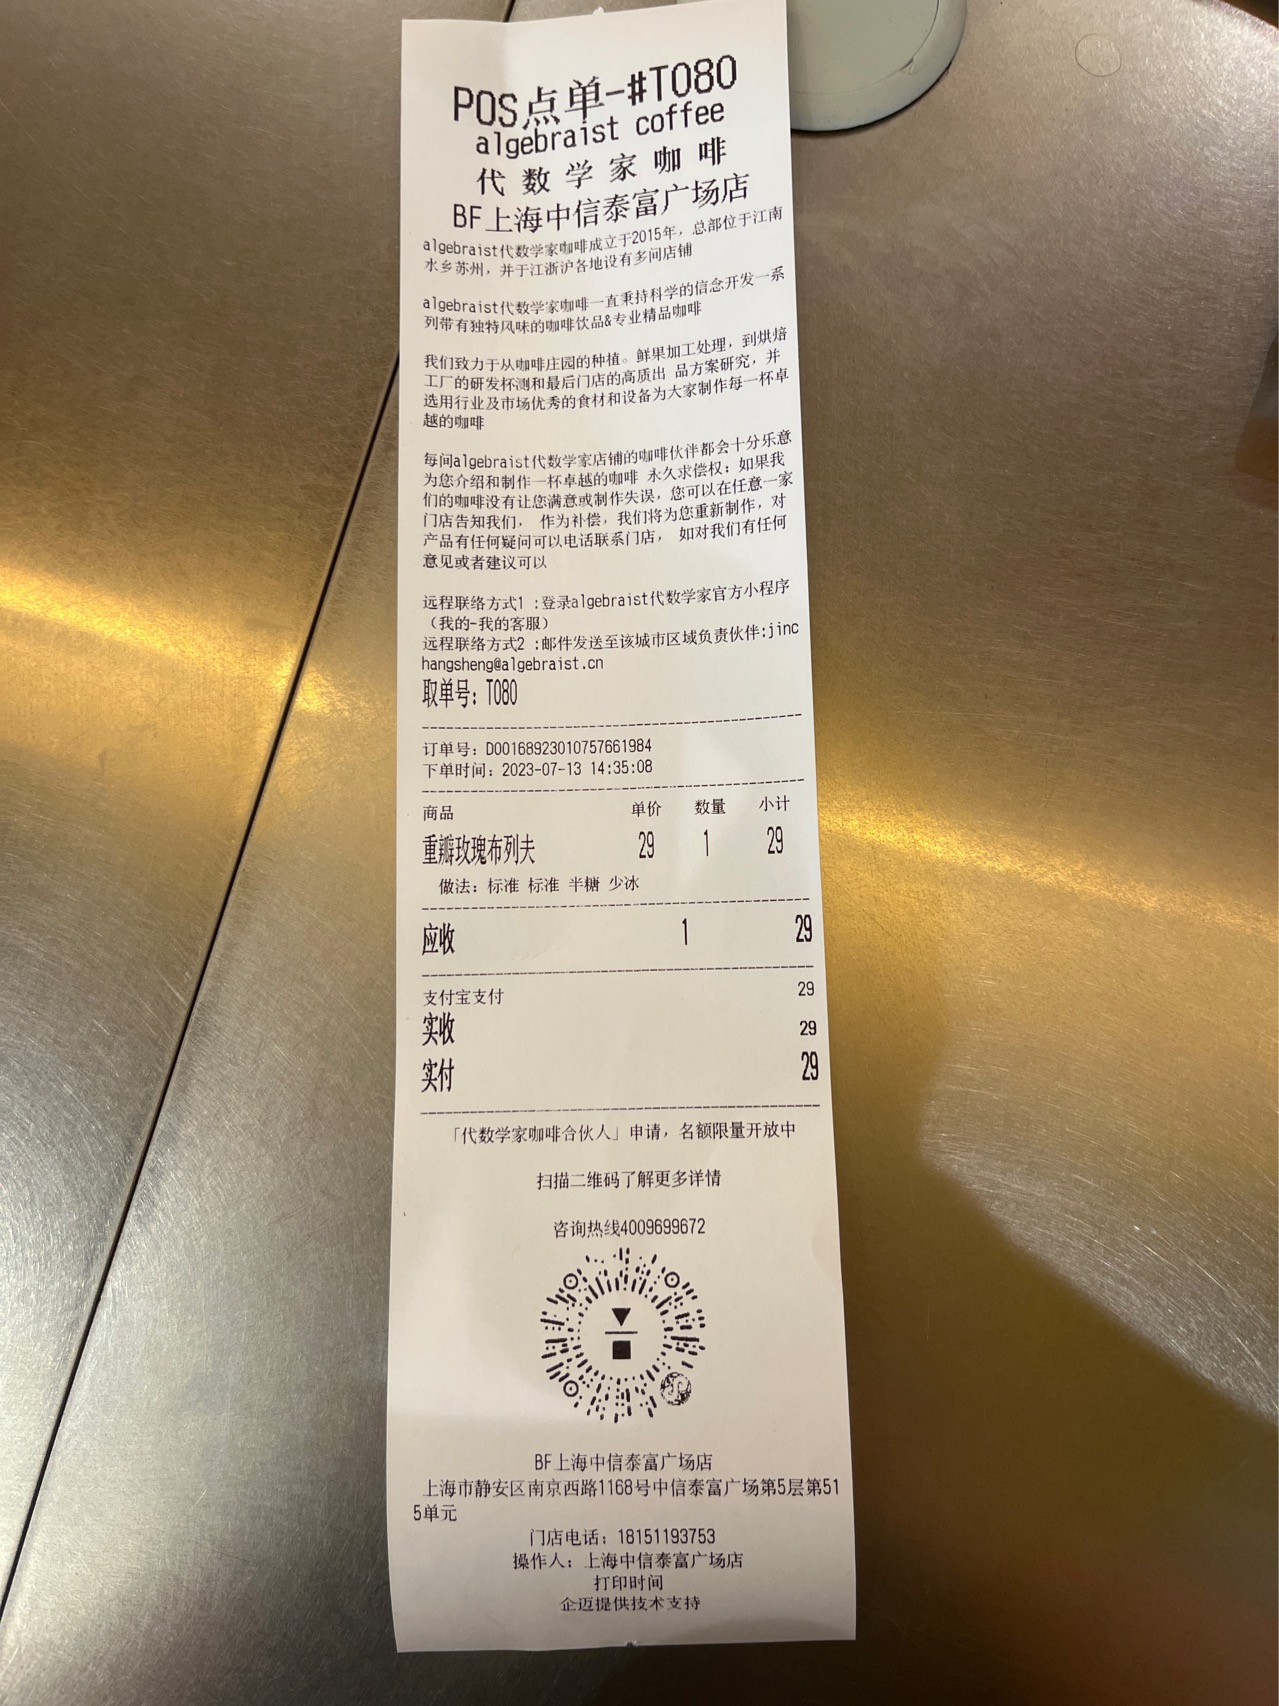 POS点单-#T080
algebraist coffee
代数学家咖啡
BF上海中信泰富广场店
algebraist代数学家咖啡成立于2015年，总部位于江南
水乡苏州，并于江浙沪各地设有多间店铺
algebraist代数学家咖啡一直秉持科学的信念开发一系
列带有独特风味的咖啡饮品&专业精品咖啡
我们致力于从咖啡庄园的种植。鲜果加工处理，到烘焙
工厂的研发杯测和最后门店的高质出 品方案研究，并
选用行业及市场优秀的食材和设备为大家制作每一杯卓
越的咖啡
每间algebraist代数学家店铺的咖啡伙伴都会十分乐意
为您介绍和制作一杯卓越的咖啡 永久求偿权：如果我
们的咖啡没有让您满意或制作失误，您可以在任意一家
门店告知我们， 作为补偿，我们将为您重新制作，对
产品有任何疑问可以电话联系门店， 如对我们有任何
意见或者建议可以
远程联络方式1 :登录algebraist代数学家官方小程序
（我的-我的客服）
远程联络方式2 :邮件发送至该城市区域负责伙伴:jinc
hangsheng@algebraist.cn
取单号：T080
订单号：D00168923010757661984
下单时间：2023-07-13 14:35:08
商品 单价 数量 小计
重瓣玫瑰布列夫 29 1 29
做法：标准 标准 半糖 少冰
应收 1 29
支付宝支付 29
实收 29
实付 29
「代数学家咖啡合伙人」申请，名额限量开放中
扫描二维码了解更多详情
咨询热线4009699672
BF上海中信泰富广场店
上海市静安区南京西路1168号中信泰富广场第5层第51
5单元
门店电话：18151193753
操作人：上海中信泰富广场店
打印时间
企迈提供技术支持